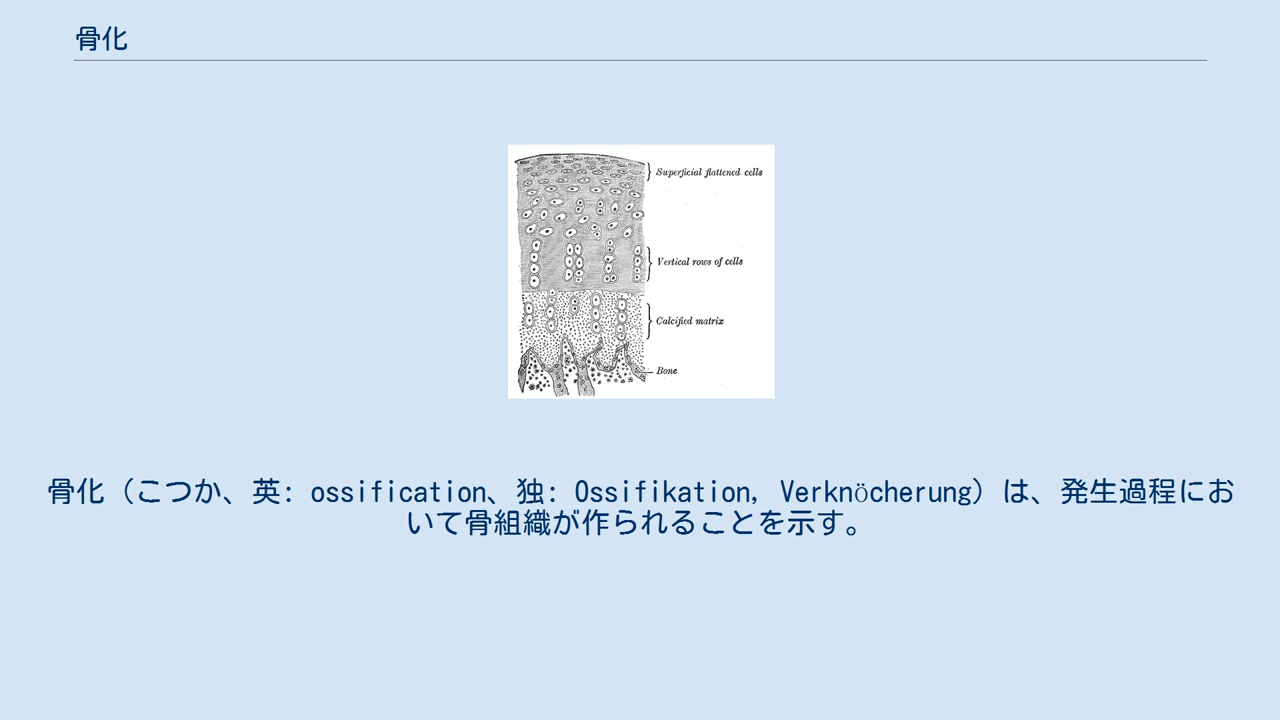 骨化
Superficial flattened cells
Vertical rows of cells
Calcified matrix
Bone
骨化（こつか、英: ossification、独: Ossifikation, Verknöcherung）は、発生過程にお
いて骨組織が作られることを示す。